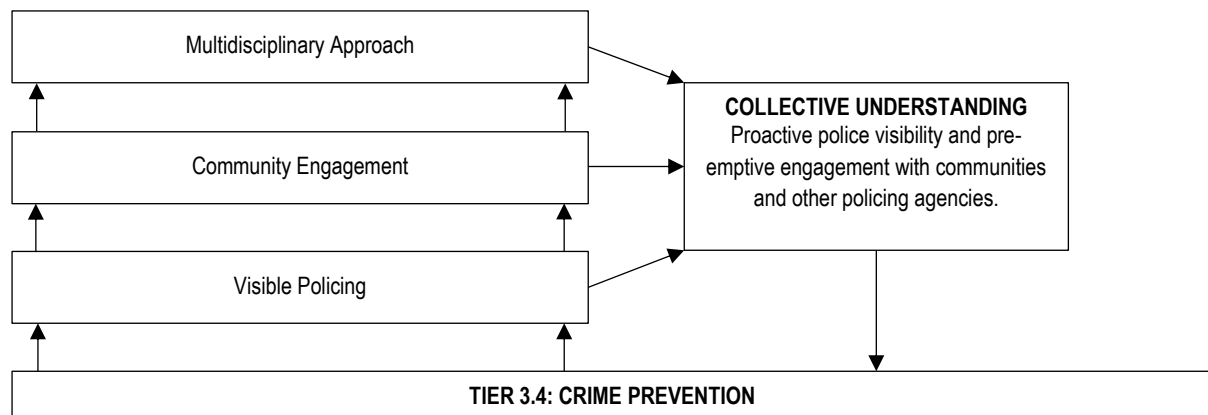 Multidisciplinary Approach
COLLECTIVE UNDERSTANDING
Proactive police visibility and pre-
emptive engagement with communities
and other policing agencies.
Community Engagement
Visible Policing
TIER 3.4: CRIME PREVENTION